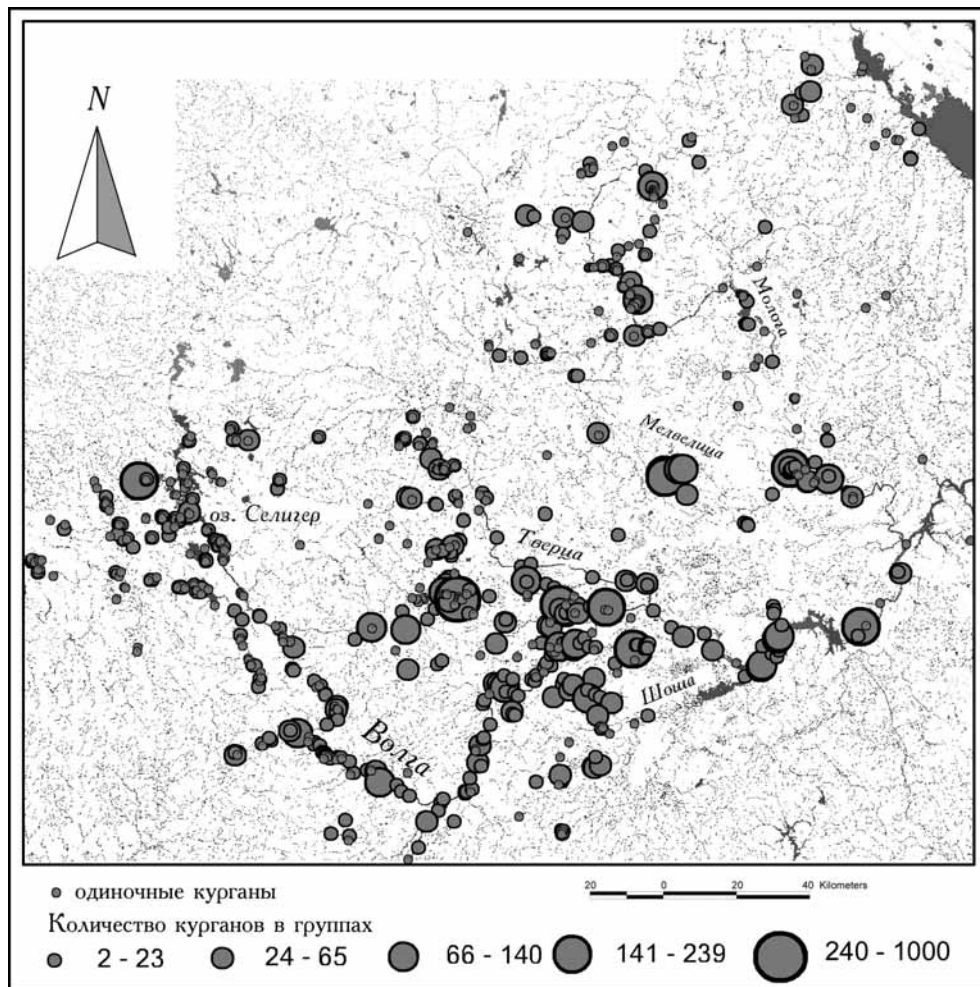 N
Молога
Мелвелица
оз. Селигер
Тверца
Шоша
Волга
одиночные курганы
20 0 20 40 Kilometers
Количество курганов в группах
2 - 23 24 - 65 66 - 140 141 - 239 240 - 1000